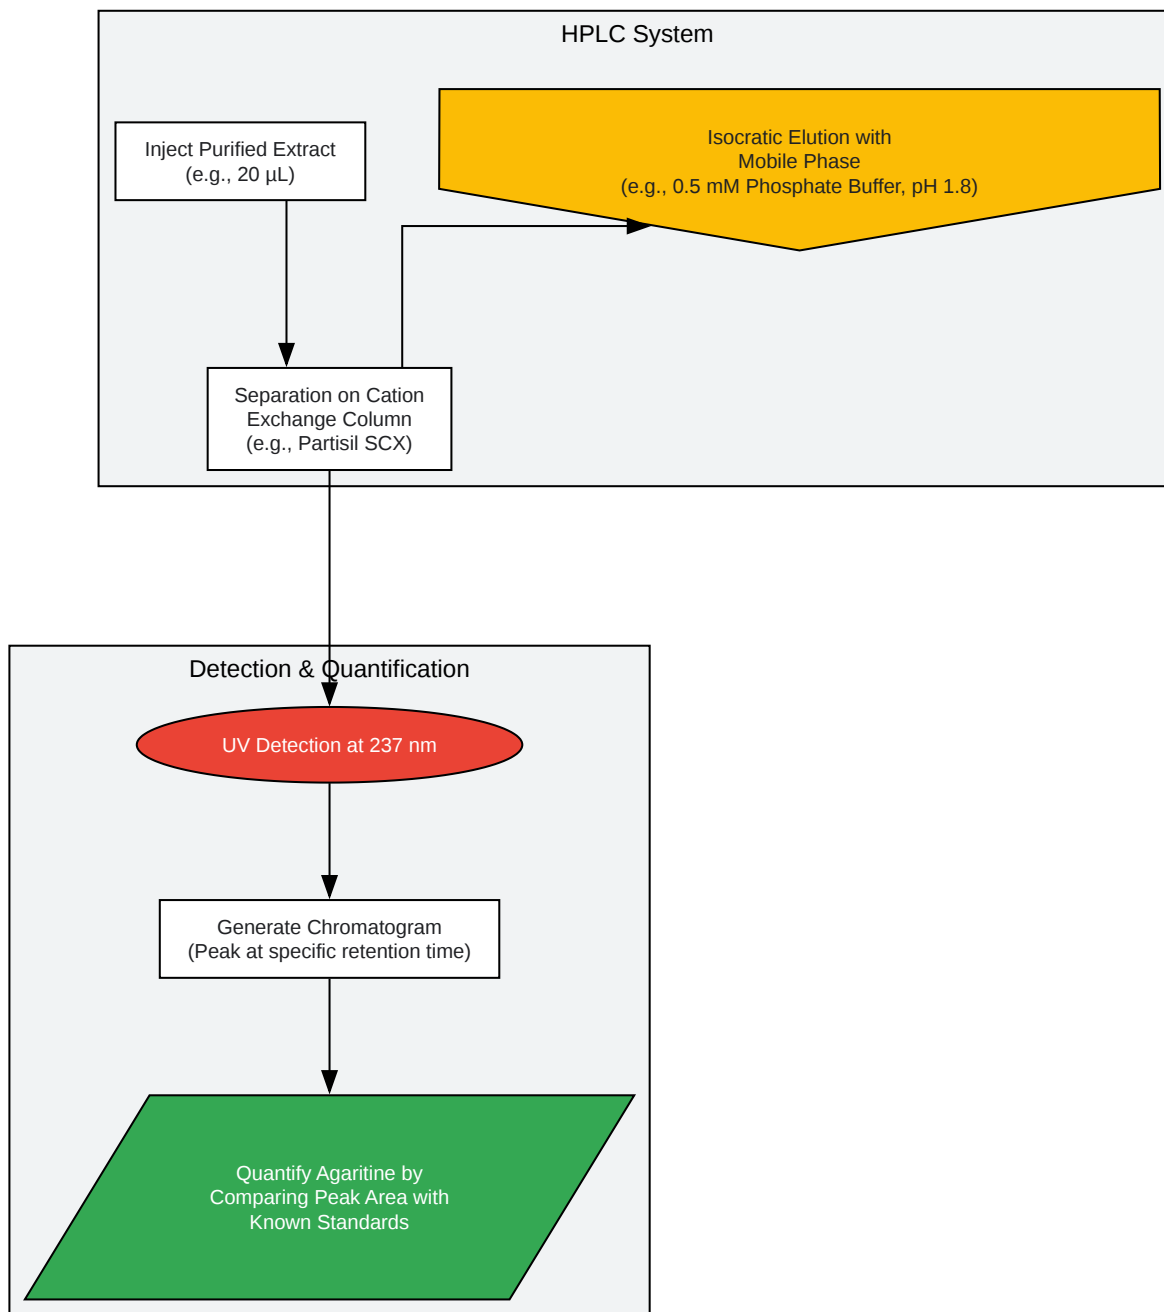 HPLC System
Inject Purified Extract
(e.g., 20 µL)
Isocratic Elution with
Mobile Phase
(e.g., 0.5 mM Phosphate Buffer, pH 1.8)
Separation on Cation
Exchange Column
(e.g., Partisil SCX)
Detection & Quantification
UV Detection at 237 nm
Generate Chromatogram
(Peak at specific retention time)
Quantify Agaritine by
Comparing Peak Area with
Known Standards